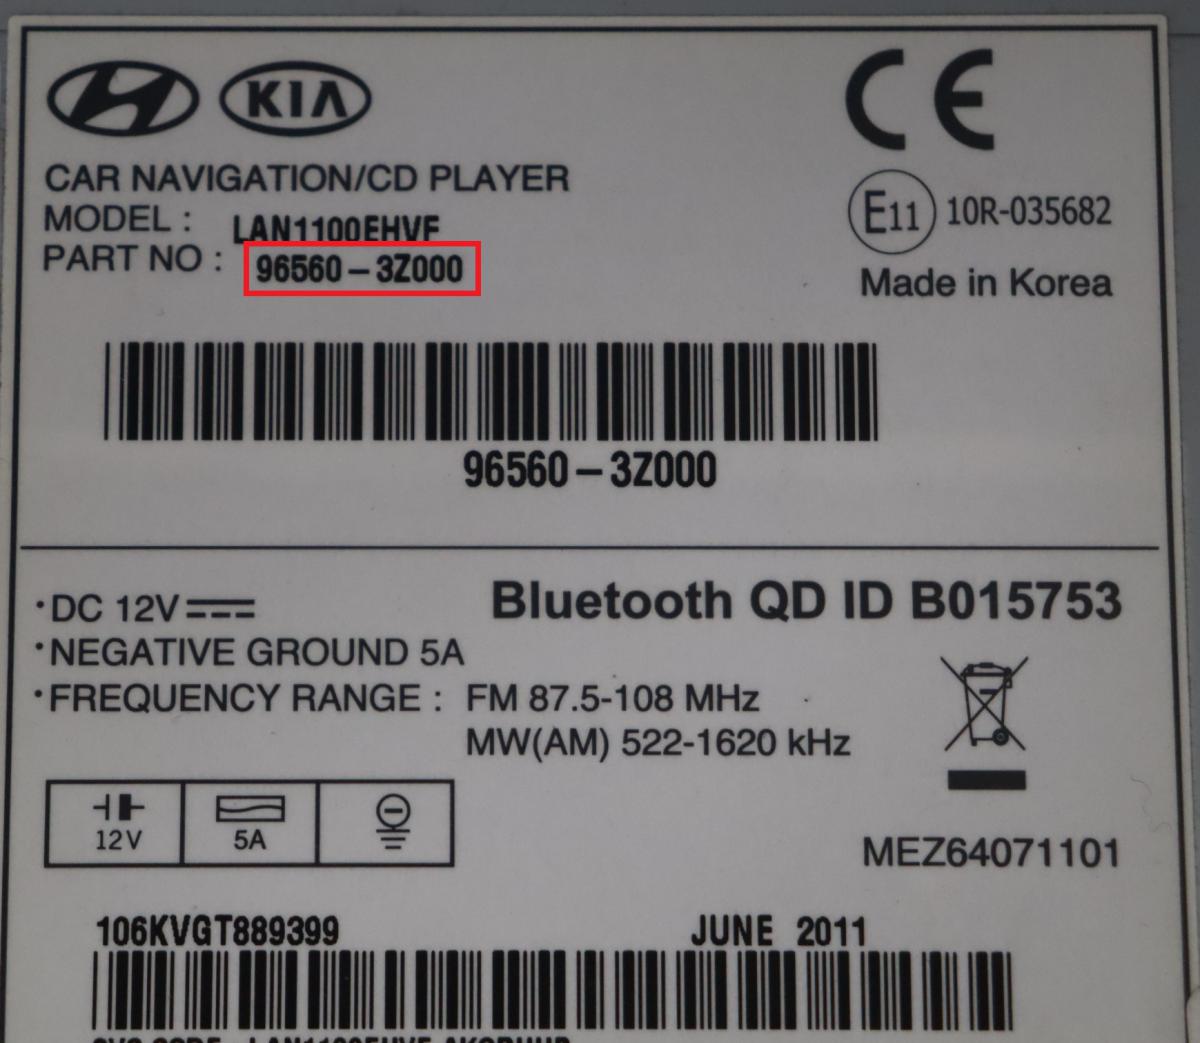 KIA
CE
CAR NAVIGATION/CD PLAYER
MODEL : LAN1100EHVF
PART NO : 96560-3Z000
E11 10R-035682
Made in Korea
96560-3Z000
·DC 12V
Bluetooth QD ID B015753
·NEGATIVE GROUND 5A
·FREQUENCY RANGE : FM 87.5-108 MHz
MW(AM) 522-1620 kHz
12V
5A
MEZ64071101
106KVGT889399
JUNE 2011